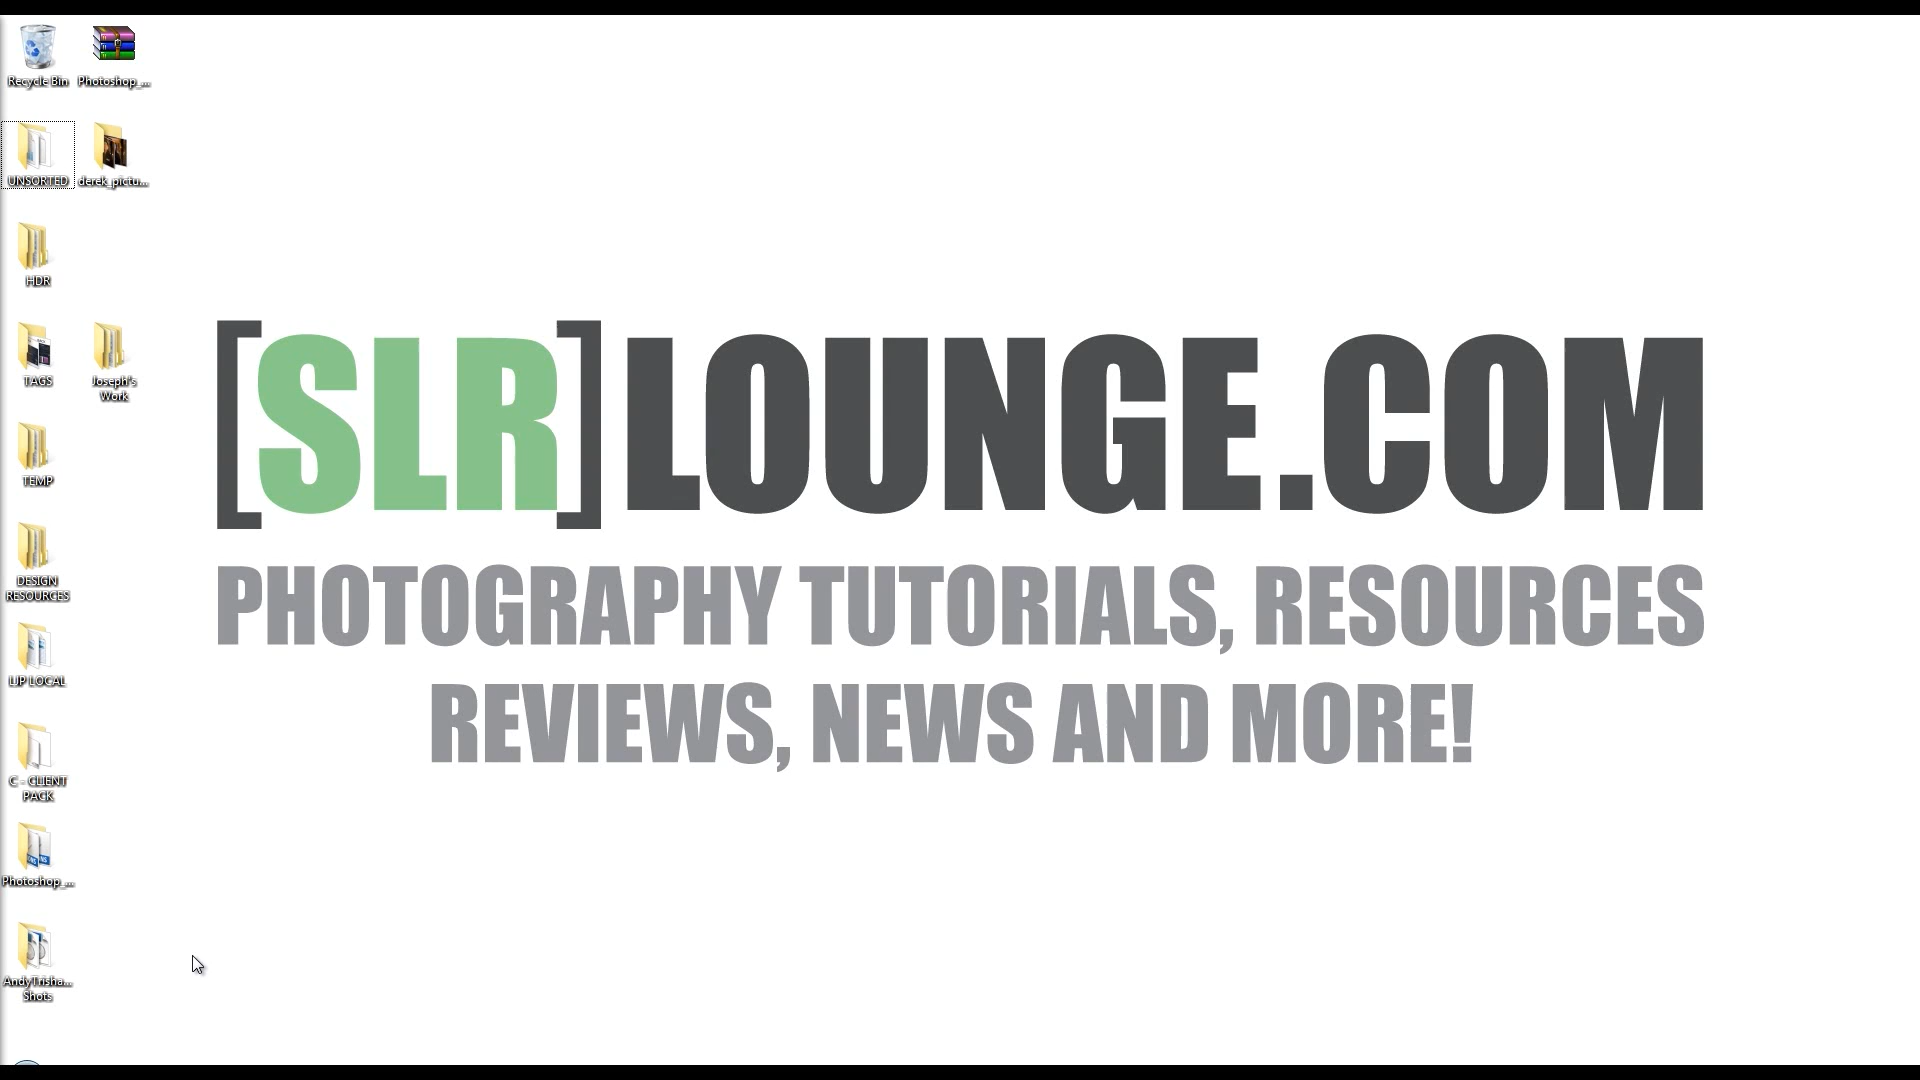 Recycle Bin
Photoshop_...
UNSORTED
derek_pictu...
HDR
TAGS
Joseph's
Work
TEMP
DESIGN
RESOURCES
LJP LOCAL
C - CLIENT
PACK
Photoshop_...
AndyTrisha...
Shots
[SLR]LOUNGE.COM
PHOTOGRAPHY TUTORIALS, RESOURCES
REVIEWS, NEWS AND MORE!